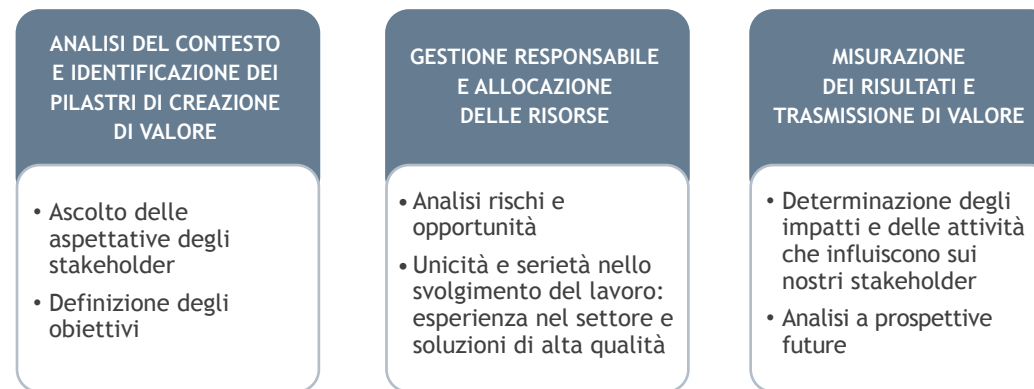 ANALISI DEL CONTESTO
E IDENTIFICAZIONE DEI
PILASTRI DI CREAZIONE
DI VALORE
• Ascolto delle
aspettative degli
stakeholder
• Definizione degli
obiettivi
GESTIONE RESPONSABILE
E ALLOCAZIONE
DELLE RISORSE
• Analisi rischi e
opportunità
• Unicità e serietà nello
svolgimento del lavoro:
esperienza nel settore e
soluzioni di alta qualità
MISURAZIONE
DEI RISULTATI E
TRASMISSIONE DI VALORE
• Determinazione degli
impatti e delle attività
che influiscono sui
nostri stakeholder
• Analisi a prospettive
future